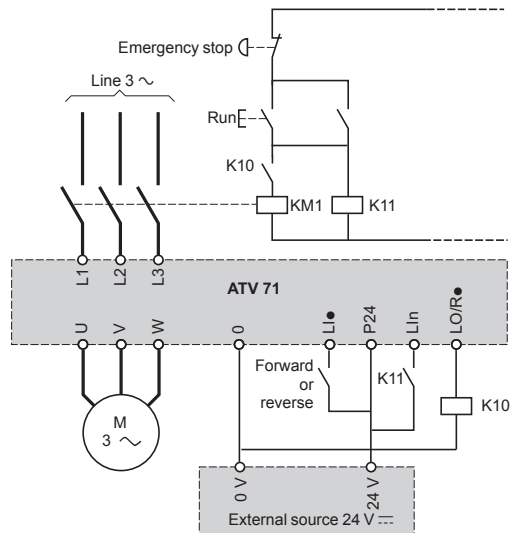 Emergency stop
Line 3 ~
Run
K10
KM1
K11
L1
L2
L3
ATV 71
U
V
W
0
LI●
P24
LIn
LO/R●
Forward
or
reverse
K11
K10
M
3 ~
0 V
24 V
External source 24 V ⎓